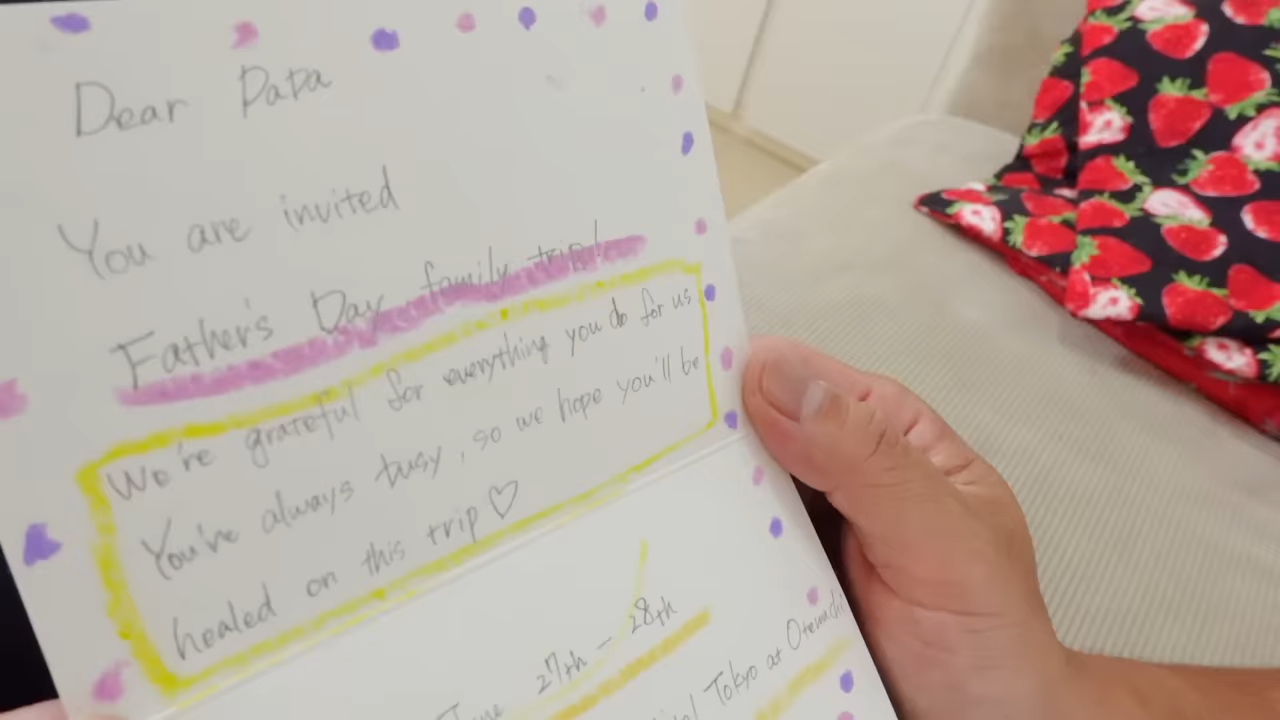 Dear Papa
You are invited
Father's Day family trip!
We're grateful for everything you do for us
You're always busy, so we hope you'll be
healed on this trip♡
June 27th - 28th
Tokyo at Otemachi